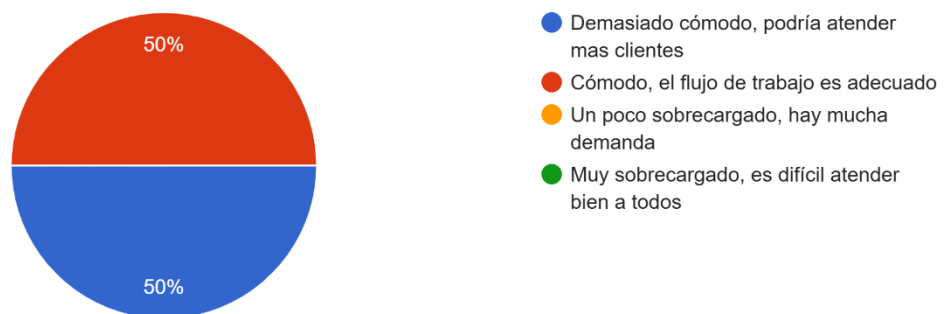 50%
50%
Demasiado cómodo, podría atender
mas clientes
Cómodo, el flujo de trabajo es adecuado
Un poco sobrecargado, hay mucha
demanda
Muy sobrecargado, es difícil atender
bien a todos